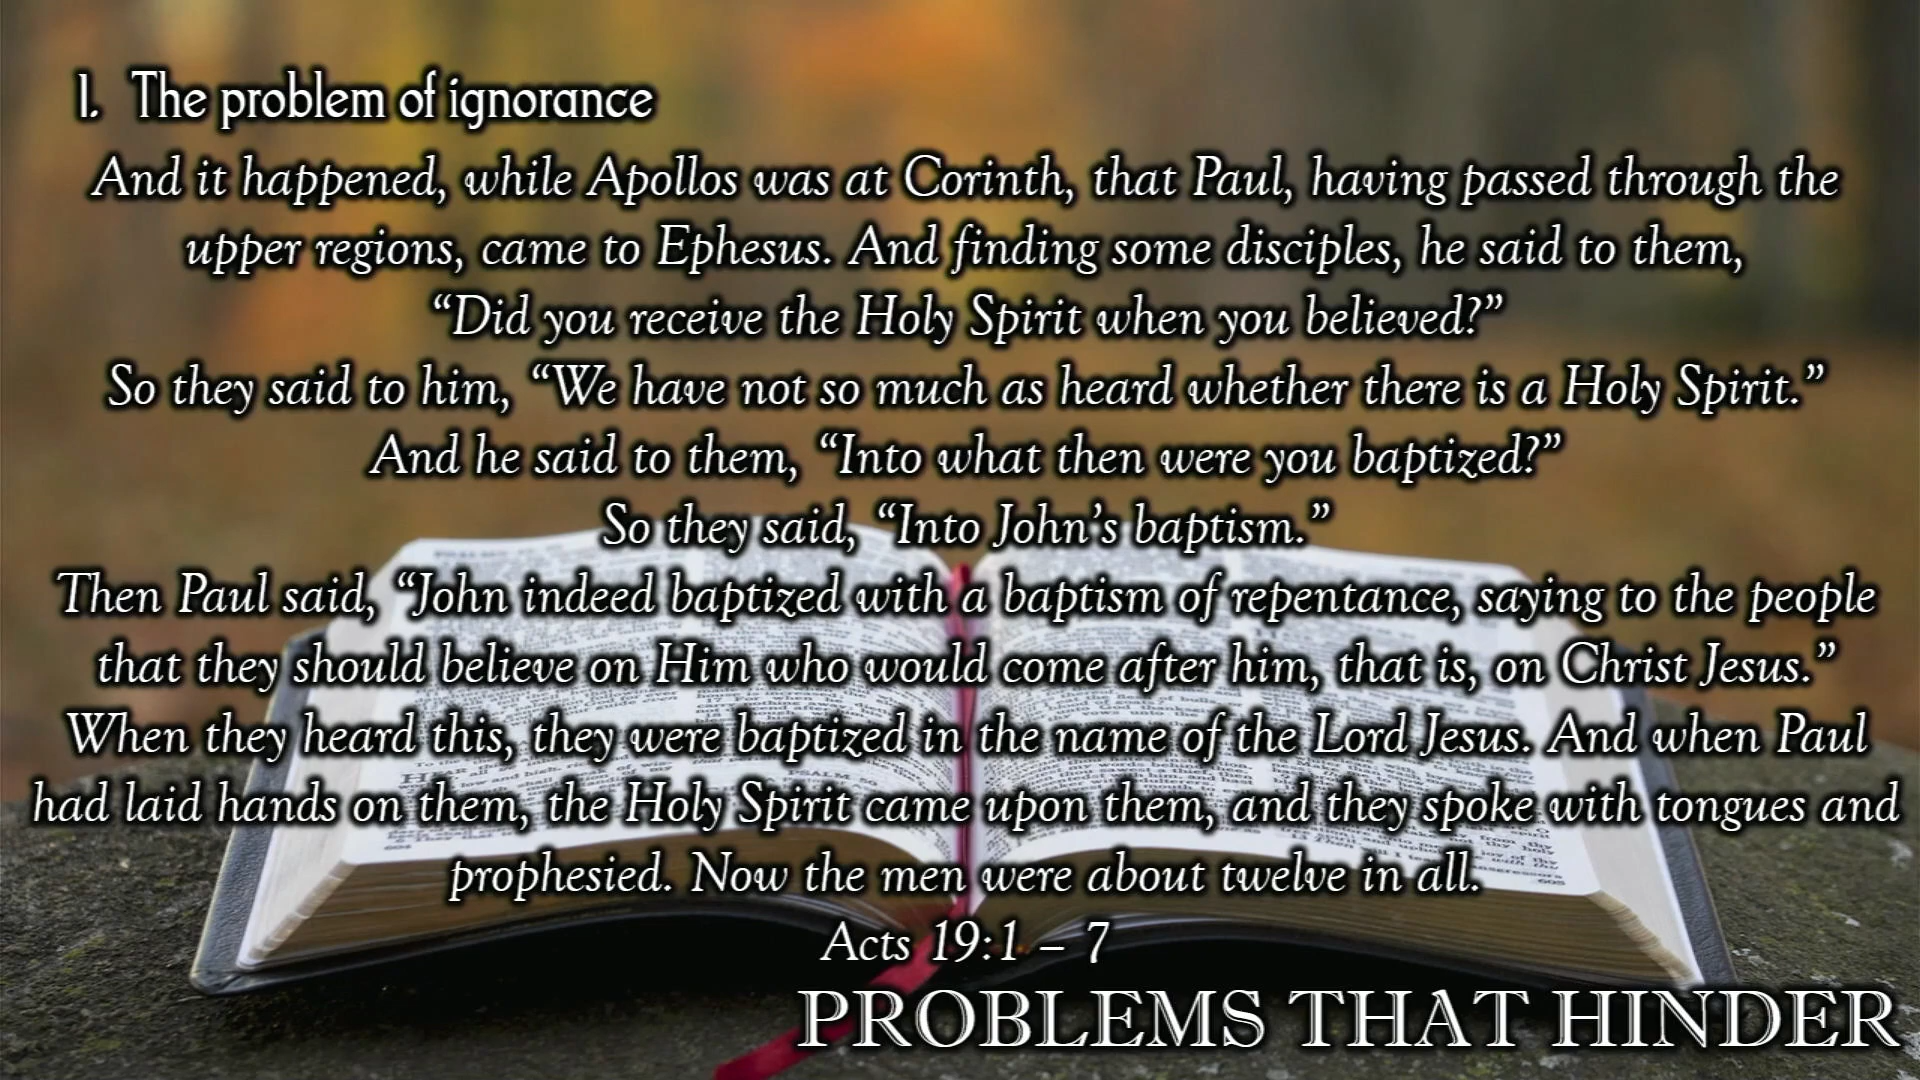 1. The problem of ignorance
And it happened, while Apollos was at Corinth, that Paul, having passed through the
upper regions, came to Ephesus. And finding some disciples, he said to them,
“Did you receive the Holy Spirit when you believed?”
So they said to him, “We have not so much as heard whether there is a Holy Spirit.”
And he said to them, “Into what then were you baptized?”
So they said, “Into John’s baptism.”
Then Paul said, “John indeed baptized with a baptism of repentance, saying to the people
that they should believe on Him who would come after him, that is, on Christ Jesus.”
When they heard this, they were baptized in the name of the Lord Jesus. And when Paul
had laid hands on them, the Holy Spirit came upon them, and they spoke with tongues and
prophesied. Now the men were about twelve in all.
Acts 19:1 – 7
PROBLEMS THAT HINDER